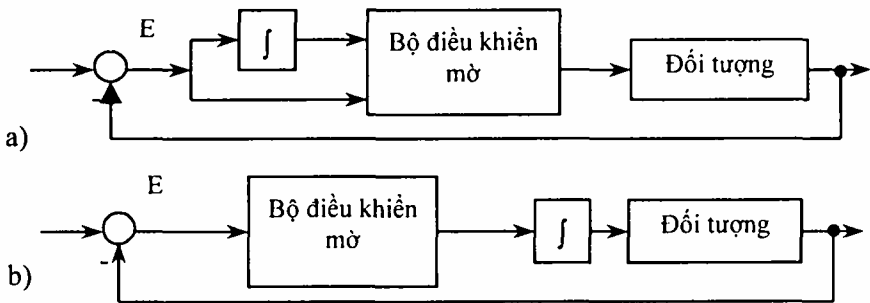 E
∫
Bộ điều khiển
mờ
Đối tượng
-
a)
E
Bộ điều khiển
mờ
∫
Đối tượng
-
b)